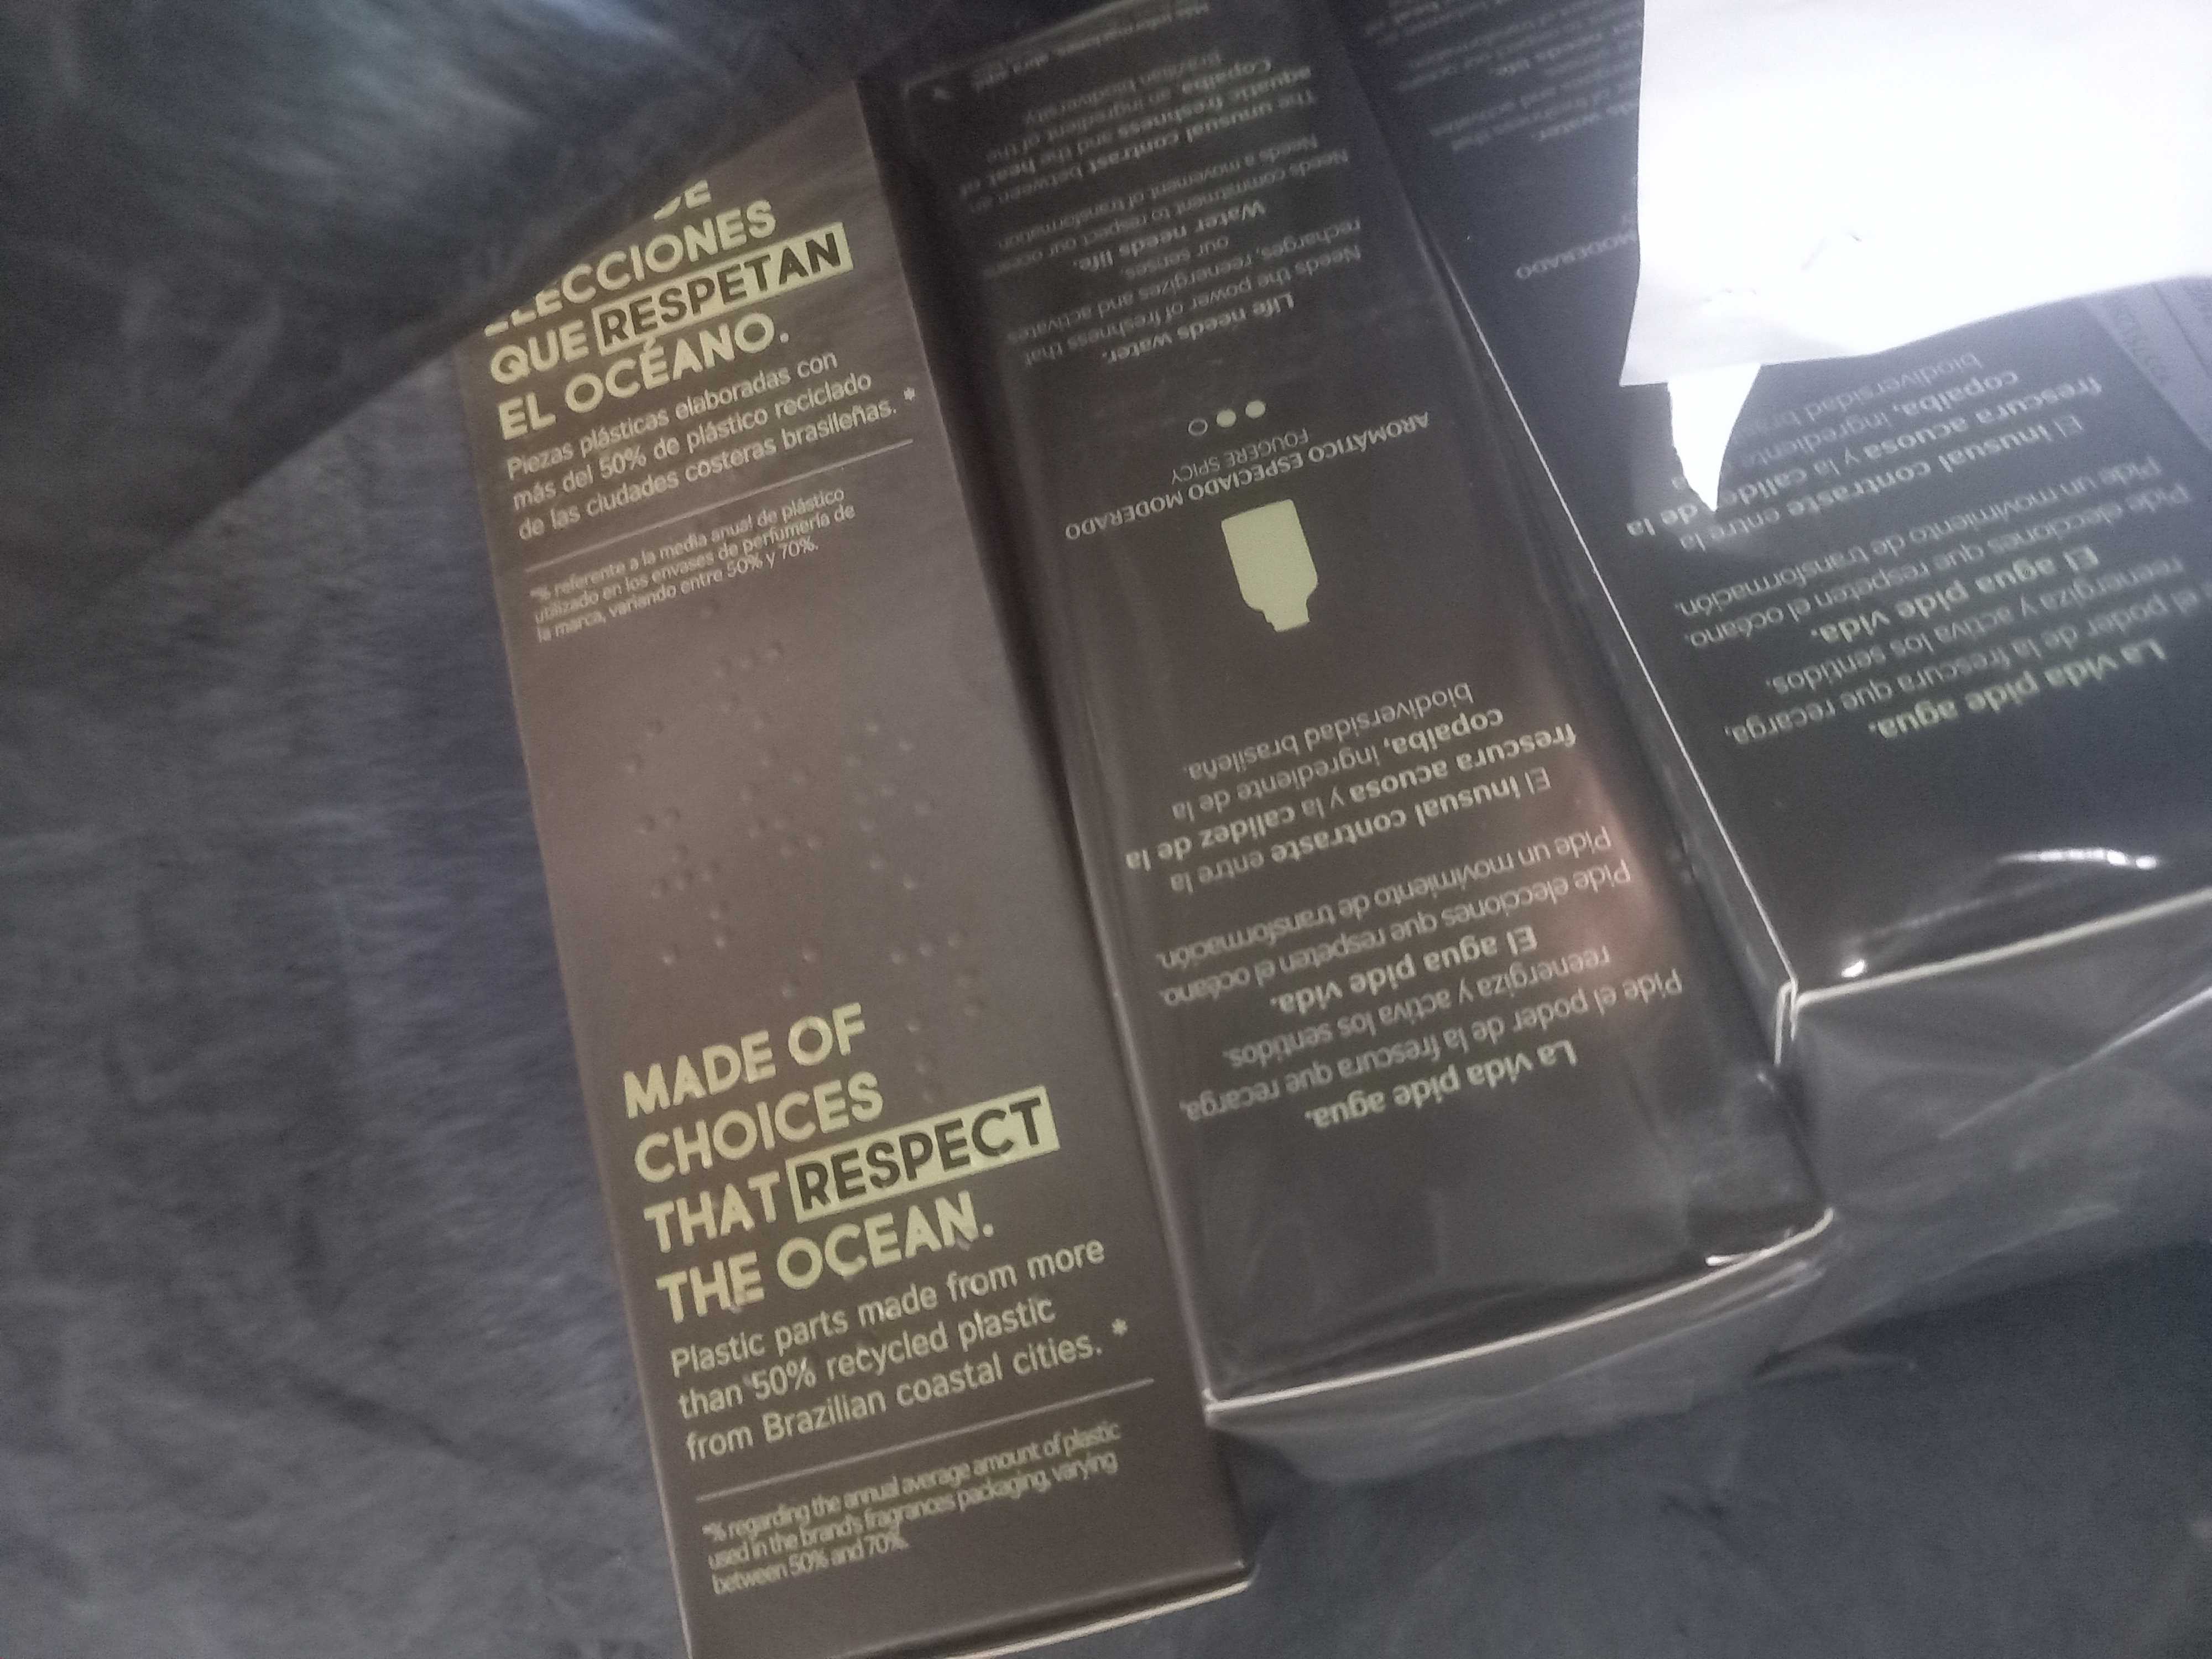 DE
ELECCIONES
QUE RESPETAN
EL OCÉANO.
Piezas plásticas elaboradas con
más del 50% de plástico reciclado
de las ciudades costeras brasileñas. *
*% referente a la media anual de plástico
utilizado en los envases de perfumería de
la marca, variando entre 50% y 70%.
MADE OF
CHOICES
THAT RESPECT
THE OCEAN.
Plastic parts made from more
than 50% recycled plastic
from Brazilian coastal cities. *
*% regarding the annual average amount of plastic
used in the brand's fragrances packaging, varying
between 50% and 70%.
La vida pide agua.
Pide el poder de la frescura que recarga,
reenergiza y activa los sentidos.
El agua pide vida.
Pide elecciones que respeten el océano.
Pide un movimiento de transformación.
El inusual contraste entre la
frescura acuosa y la calidez de la
copaiba, ingrediente de la
biodiversidad brasileña.
AROMÁTICO ESPECIADO MODERADO
FOUGERE SPICY
Life needs water.
Needs the power of freshness that
recharges, reenergizes and activates
our senses.
Water needs life.
Needs commitment to respect our ocean.
Needs a movement of transformation.
The unusual contrast between an
aquatic freshness and the heat of
Copaiba, an ingredient of the
Brazilian biodiversity.
La vida pide agua.
el poder de la frescura que recarga,
reenergiza y activa los sentidos.
El agua pide vida.
Pide elecciones que respeten el océano.
Pide un movimiento de transformación.
El inusual contraste entre la
frescura acuosa y la de la
copaiba, ingrediente
biodiversidad
MODERADO
water.